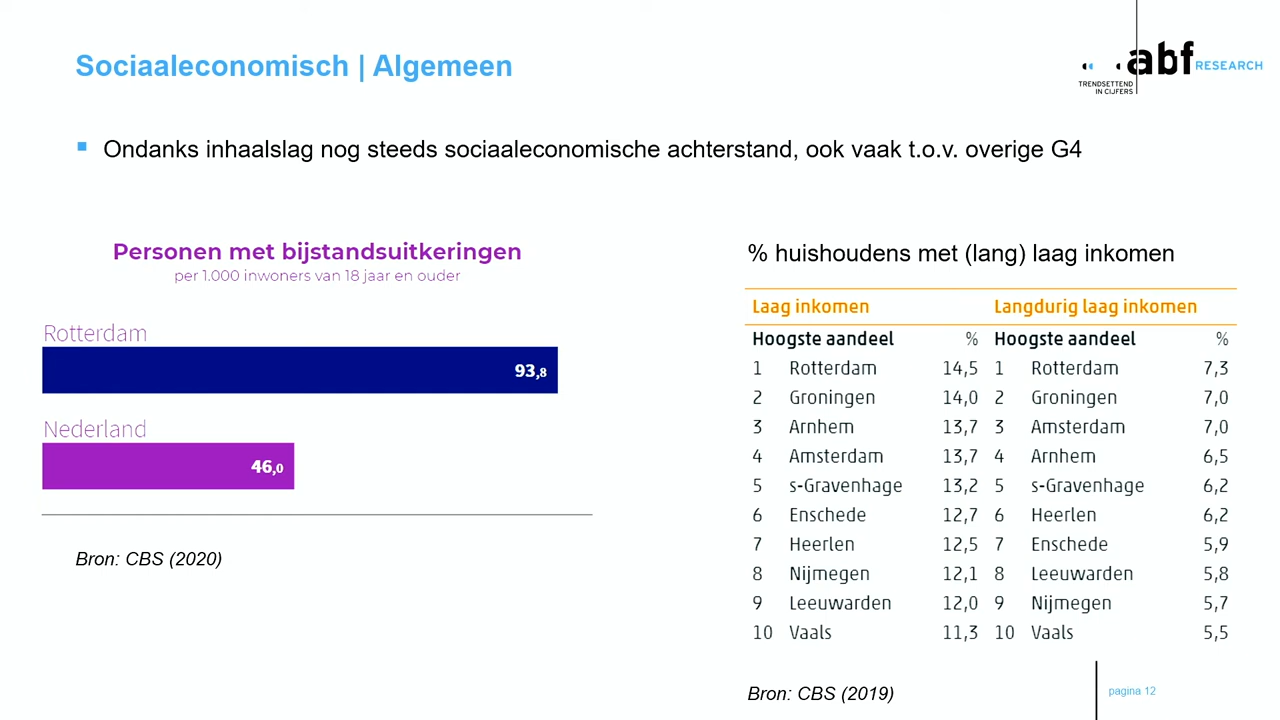 Sociaaleconomisch | Algemeen
abf RESEARCH
TRENDSETTEND
IN CIJFERS
Ondanks inhaalslag nog steeds sociaaleconomische achterstand, ook vaak t.o.v. overige G4
Personen met bijstandsuitkeringen
per 1.000 inwoners van 18 jaar en ouder
Rotterdam
93,8
Nederland
46,0
Bron: CBS (2020)
% huishoudens met (lang) laag inkomen
Laag inkomen Langdurig laag inkomen
Hoogste aandeel % Hoogste aandeel %
1 Rotterdam 14,5 1 Rotterdam 7,3
2 Groningen 14,0 2 Groningen 7,0
3 Arnhem 13,7 3 Amsterdam 7,0
4 Amsterdam 13,7 4 Arnhem 6,5
5 s-Gravenhage 13,2 5 s-Gravenhage 6,2
6 Enschede 12,7 6 Heerlen 6,2
7 Heerlen 12,5 7 Enschede 5,9
8 Nijmegen 12,1 8 Leeuwarden 5,8
9 Leeuwarden 12,0 9 Nijmegen 5,7
10 Vaals 11,3 10 Vaals 5,5
Bron: CBS (2019)
pagina 12